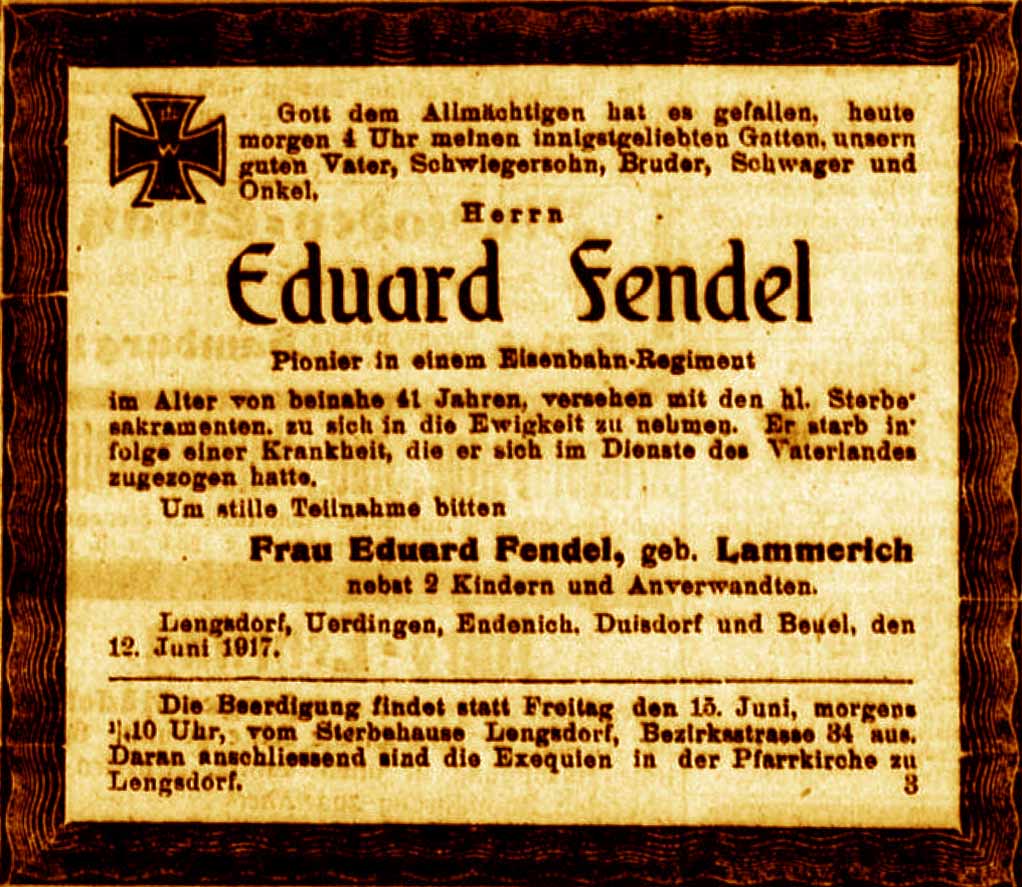 Gott dem Allmächtigen hat es gefallen, heute
morgen 4 Uhr meinen innigstgeliebten Gatten, unsern
guten Vater, Schwiegersohn, Bruder, Schwager und
Onkel,
Herrn
Eduard Fendel
Pionier in einem Eisenbahn-Regiment
im Alter von beinahe 41 Jahren, versehen mit den hl. Sterbe-
sakramenten, zu sich in die Ewigkeit zu nehmen. Er starb in-
folge einer Krankheit, die er sich im Dienste des Vaterlandes
zugezogen hatte.
Um stille Teilnahme bitten
Frau Eduard Fendel, geb. Lammerich
nebst 2 Kindern und Anverwandten.
Lengsdorf, Uerdingen, Endenich, Duisdorf und Beuel, den
12. Juni 1917.
Die Beerdigung findet statt Freitag den 15. Juni, morgens
10 Uhr, vom Sterbehause Lengsdorf, Bezirksstrasse 34 aus.
Daran anschliessend sind die Exequien in der Pfarrkirche zu
Lengsdorf. 3